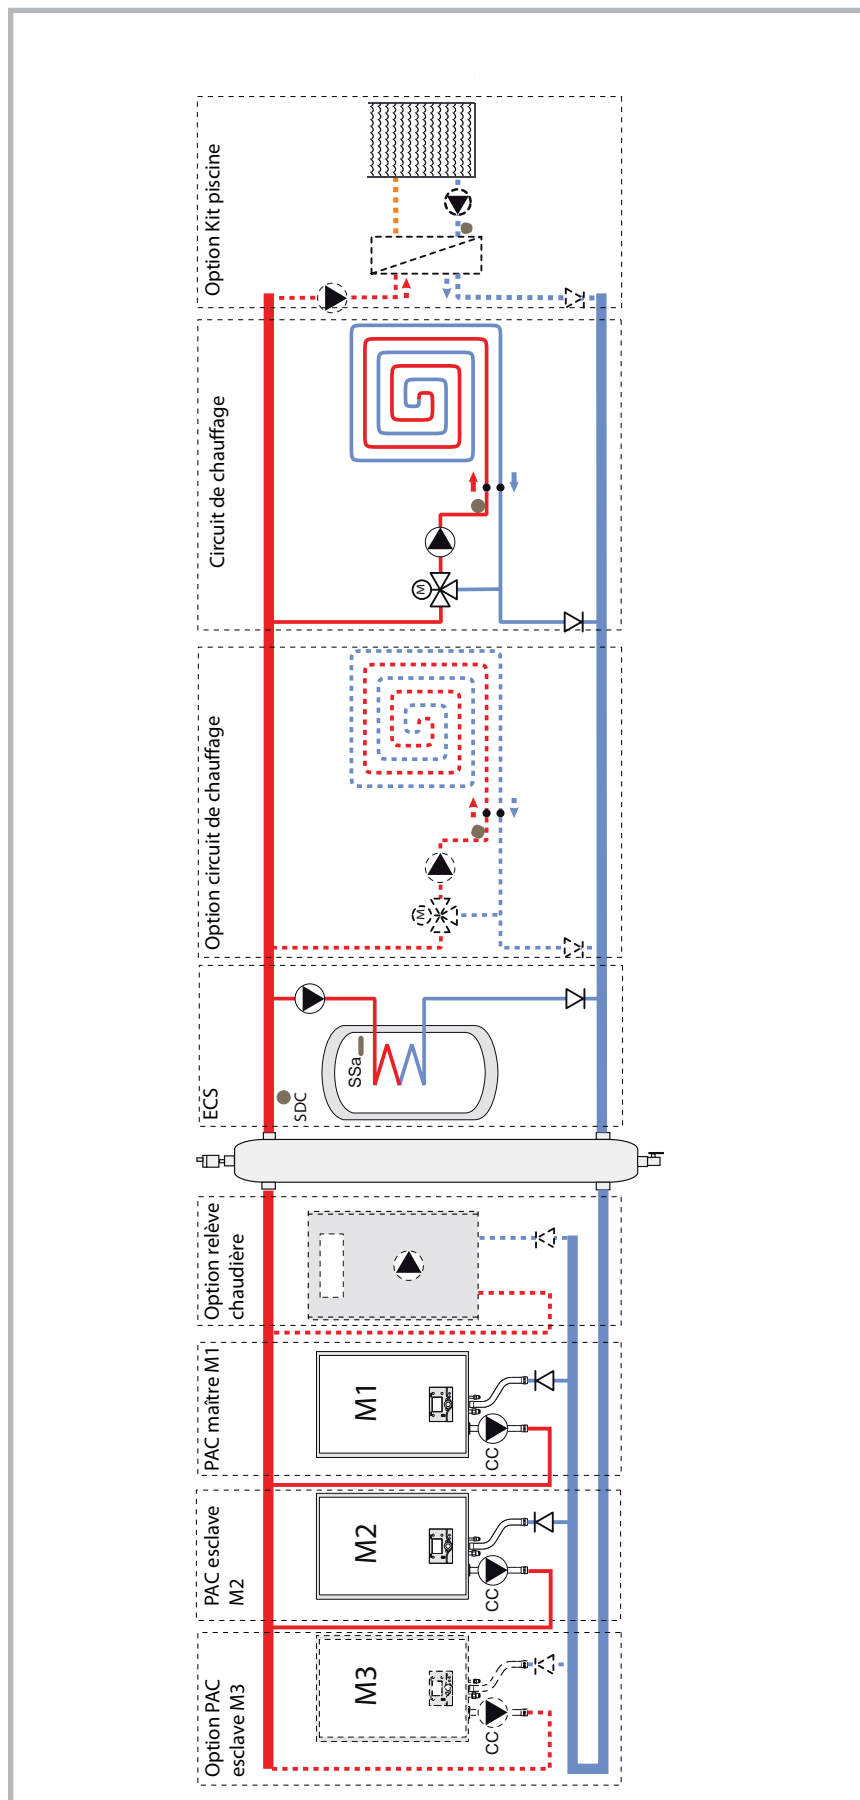 Option Kit piscine
Circuit de chauffage
M
Option circuit de chauffage
M
ECS
SSa
SDC
Option relève
chaudière
PAC maître M1
M1
CC
PAC esclave
M2
M2
CC
Option PAC
esclave M3
M3
CC